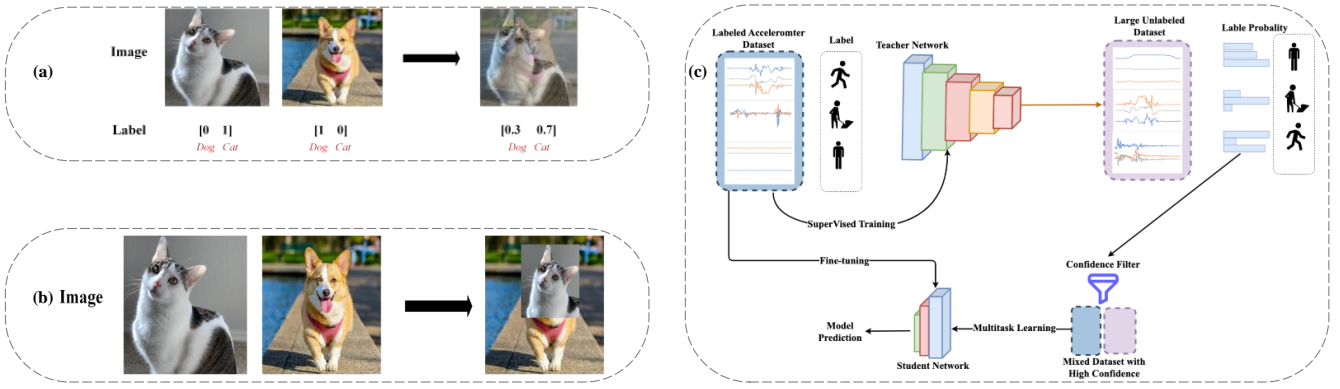 (a)
Image
Label
[0 1]
Dog Cat
[1 0]
Dog Cat
[0.3 0.7]
Dog Cat
(b) Image
(c)
Labeled Acceleromter
Dataset
Label
Teacher Network
Large Unlabeled
Dataset
Lable Probality
SuperVised Training
Fine-tuning
Confidence Filter
Model
Prediction
Multitask Learning
Student Network
Mixed Dataset with
High Confidence